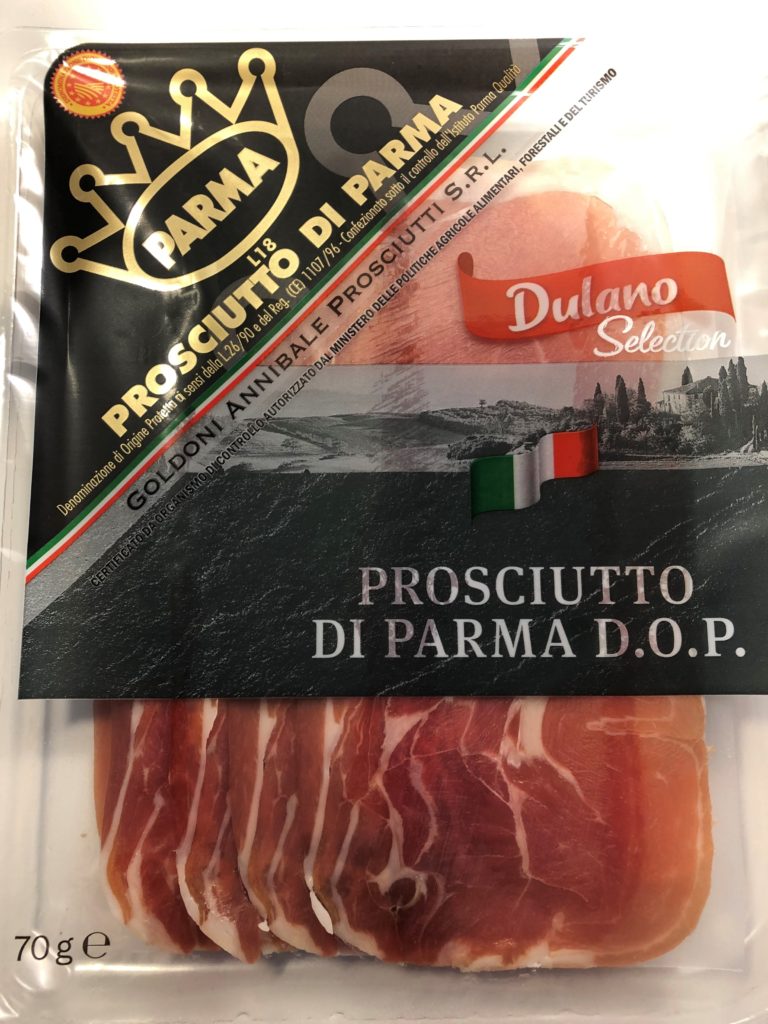 PARMA
L18
PROSCIUTTO DI PARMA
Denominazione di Origine Protetta ai sensi della L.26/90 e del Reg. (CE) 1107/96 - Confezionato sotto il controllo dell'Istituto Parma Qualità
GOLDONI ANNIBALE PROSCIUTTI S.R.L.
CERTIFICATO DA ORGANISMO DI CONTROLLO AUTORIZZATO DAL MINISTERO DELLE POLITICHE AGRICOLE ALIMENTARI, FORESTALI E DEL TURISMO
Dulano
Selection
PROSCIUTTO
DI PARMA D.O.P.
70 g ℮